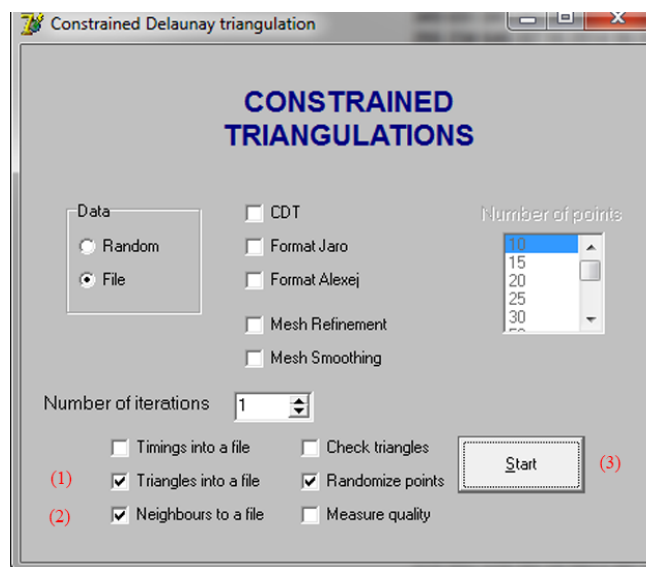 Constrained Delaunay triangulation
CONSTRAINED
TRIANGULATIONS
Data
Random
File
CDT
Format Jaro
Format Alexej
Mesh Refinement
Mesh Smoothing
Number of points
10
15
20
25
30
Number of iterations
1
Timings into a file
Check triangles
(1)
Triangles into a file
Randomize points
(2)
Neighbours to a file
Measure quality
Start
(3)